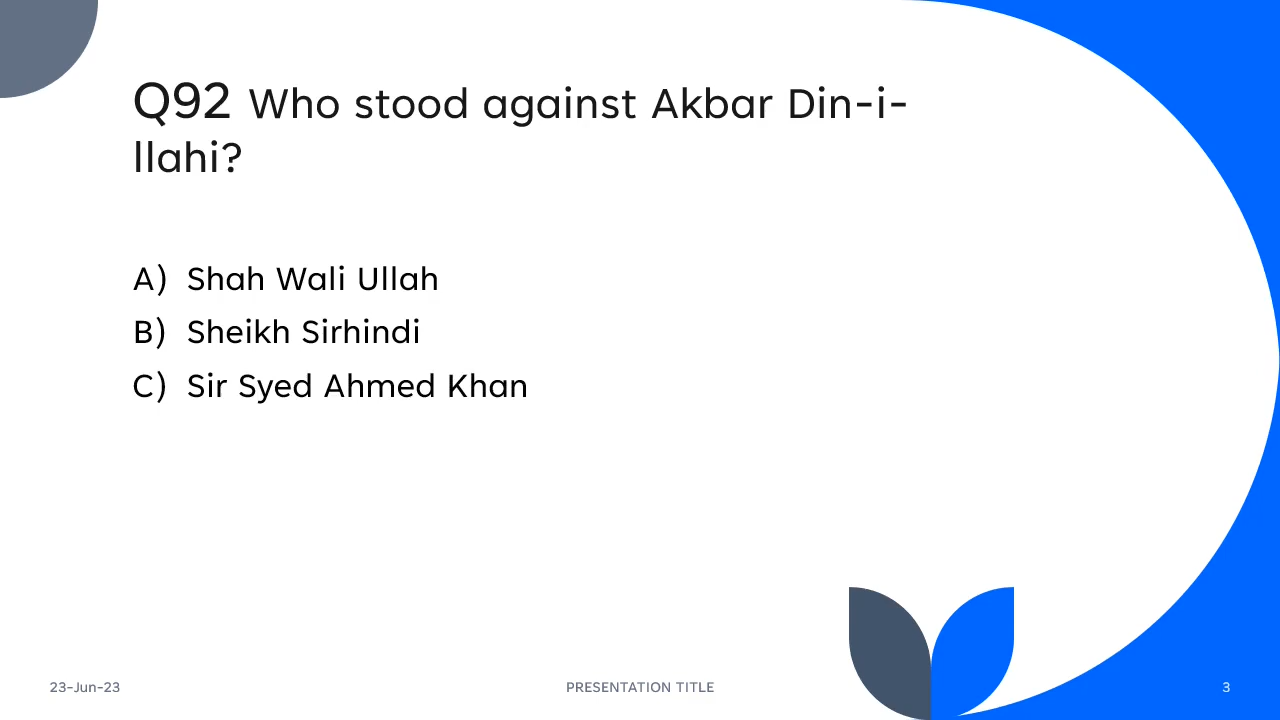 Q92 Who stood against Akbar Din-i-
llahi?
A) Shah Wali Ullah
B) Sheikh Sirhindi
C) Sir Syed Ahmed Khan
23-Jun-23
PRESENTATION TITLE
3